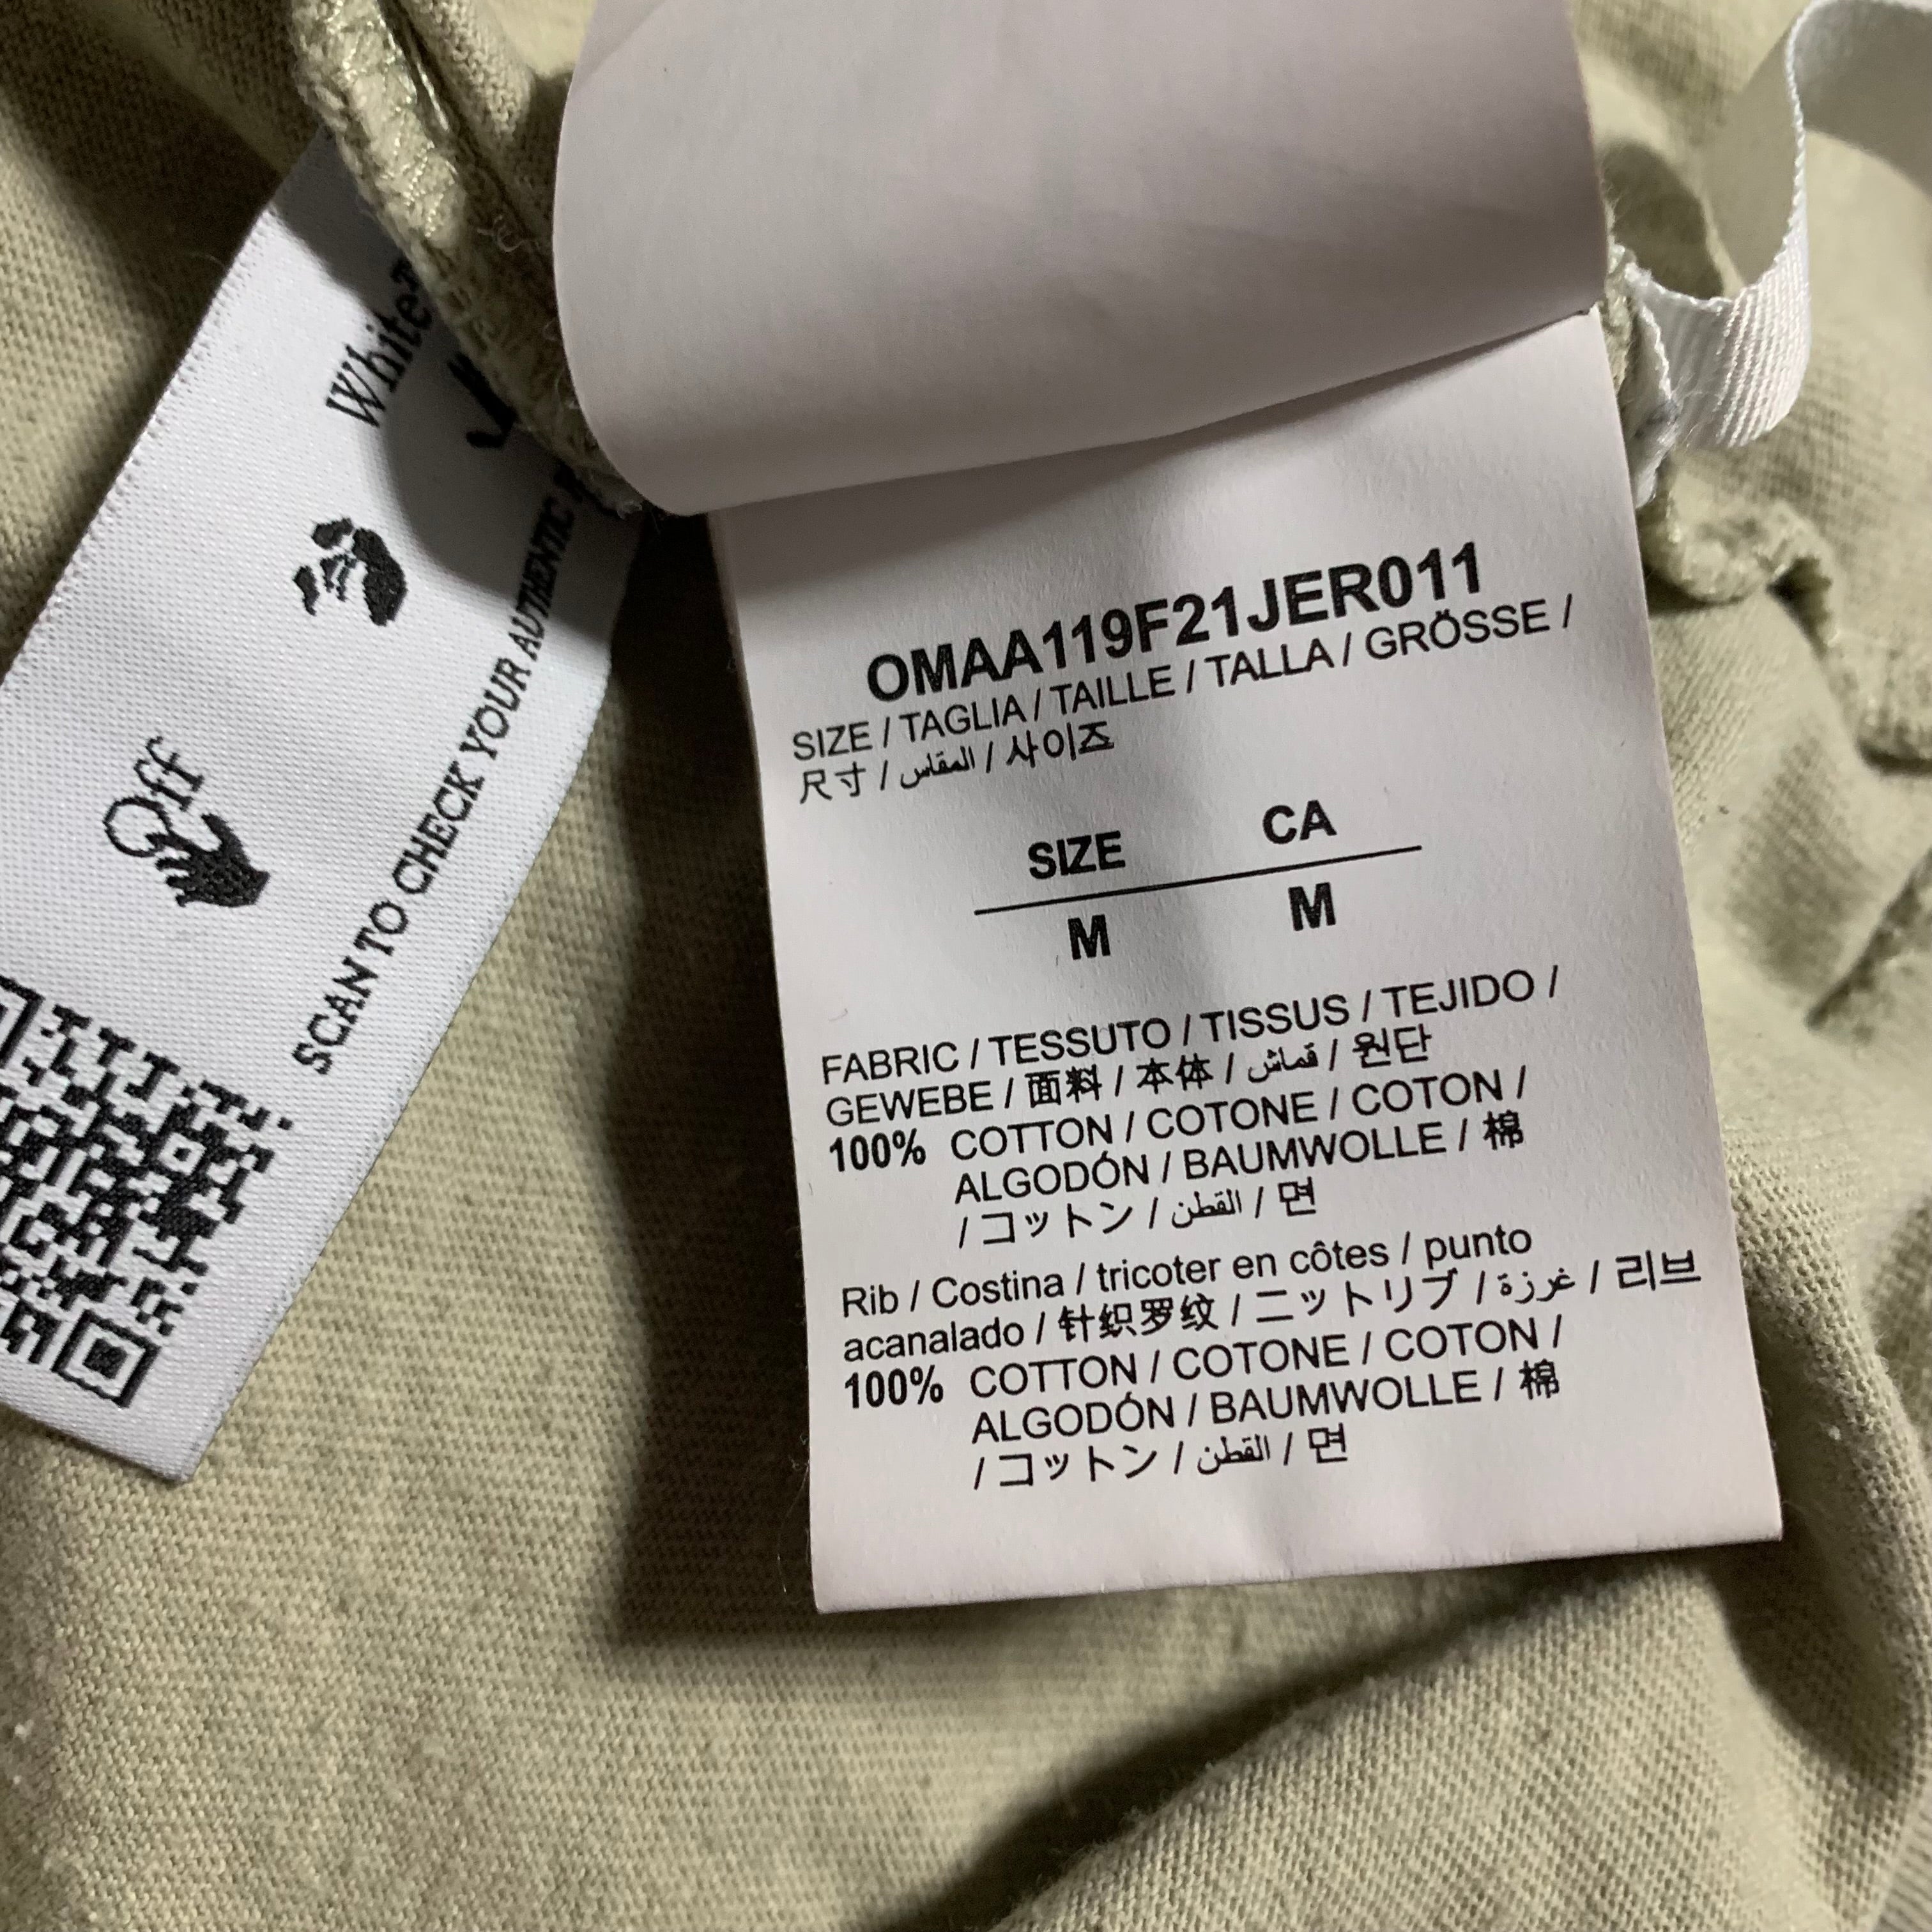 White
Off
SCAN TO CHECK YOUR AUTHENTIC
OMAA119F21JER011
SIZE / TAGLIA / TAILLE / TALLA / GRÖSSE /
尺寸 / المقاس / 사이즈
SIZE CA
M M
FABRIC / TESSUTO / TISSUS / TEJIDO /
GEWEBE / 面料 / 本体 / قماش / 원단
100% COTTON / COTONE / COTON /
ALGODÓN / BAUMWOLLE / 棉
/ コットン / القطن / 면
Rib / Costina / tricoter en côtes / punto
acanalado / 针织罗纹 / ニットリブ / غرزة / 리브
100% COTTON / COTONE / COTON /
ALGODÓN / BAUMWOLLE / 棉
/ コットン / القطن / 면